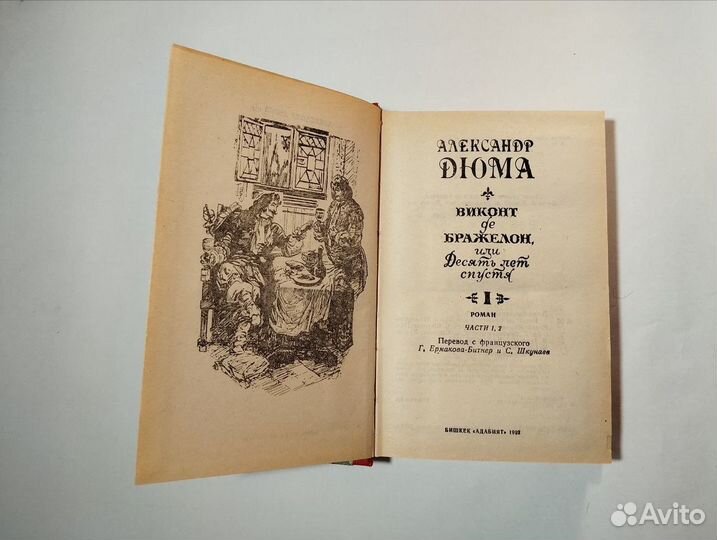 АЛЕКСАНДР
ДЮМА
ВИКОНТ
де
БРАЖЕЛОН,
или
Десять лет
спустя
I
РОМАН
ЧАСТИ 1, 2
Перевод с французского
Г. Ермакова-Битнер и С. Шкунаев
БИШКЕК «АДАБИЯТ» 1992
Avito